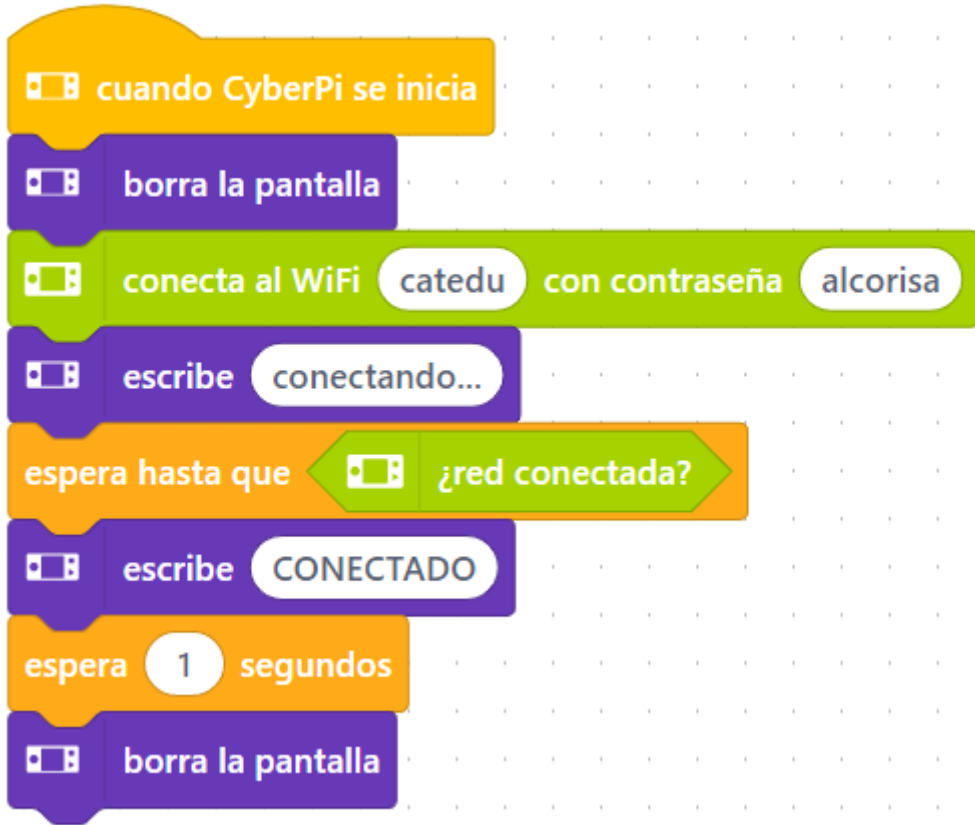 cuando CyberPi se inicia
borra la pantalla
conecta al WiFi catedu con contraseña alcorisa
escribe conectando...
espera hasta que ¿red conectada?
escribe CONECTADO
espera 1 segundos
borra la pantalla